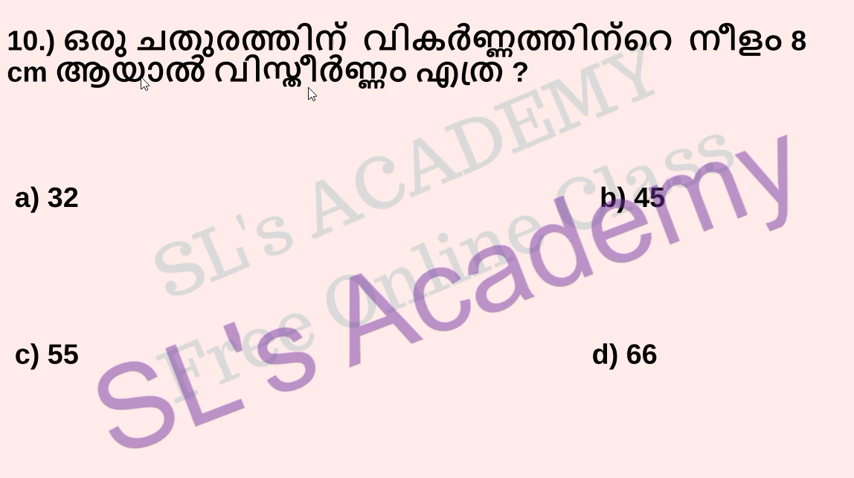 10.) ഒരു ചതുരത്തിന് വികർണ്ണത്തിന്റെ നീളം 8
cm ആയാൽ വിസ്തീർണ്ണം എത്ര ?
SL's ACADEMY
a) 32
b) 45
Free Online Class
SL's Academy
c) 55
d) 66